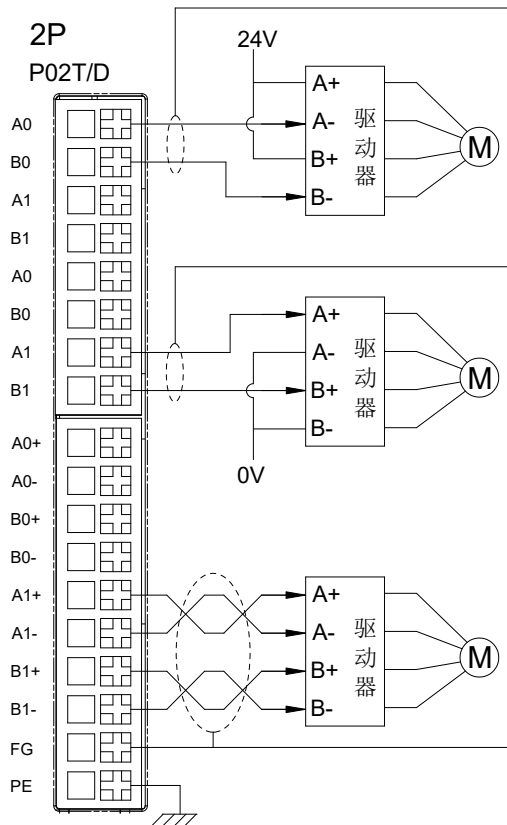 2P
P02T/D
A0
B0
A1
B1
A0
B0
A1
B1
A0+
A0-
B0+
B0-
A1+
A1-
B1+
B1-
FG
PE
24V
A+
A-
B+
B-
驱动器
M
A+
A-
B+
B-
驱动器
M
0V
A+
A-
B+
B-
驱动器
M